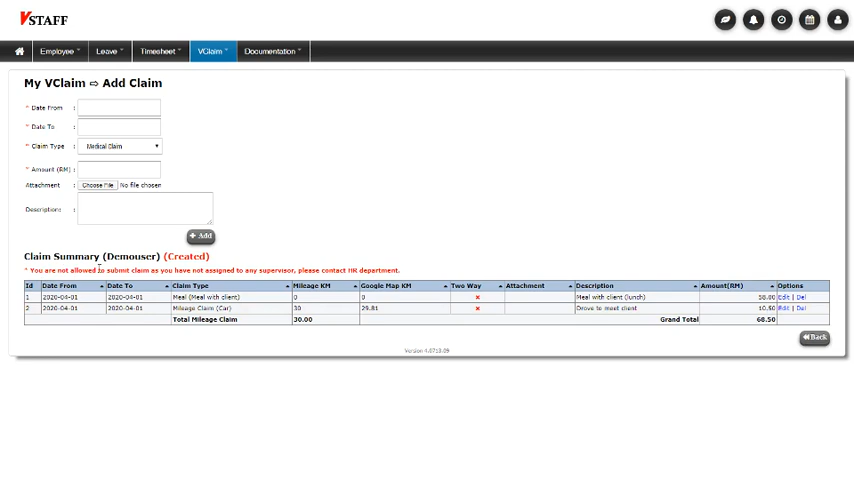 VSTAFF
Employee Leave Timesheet VClaim Documentation
My VClaim ⇨ Add Claim
* Date From :
* Date To :
* Claim Type : Medical Claim
* Amount (RM) :
Attachment : Choose File No file chosen
Description :
+ Add
Claim Summary (Demouser) (Created)
* You are not allowed to submit claim as you have not assigned to any supervisor, please contact HR department.
Id Date From Date To Claim Type Mileage KM Google Map KM Two Way Attachment Description Amount(RM) Options
1 2020-04-01 2020-04-01 Meal (Meal with client) 0 0 Meal with client (lunch) 58.00 Edit | Del
2 2020-04-01 2020-04-01 Mileage Claim (Car) 30 29.81 Drove to meet client 10.50 Edit | Del
Total Mileage Claim 30.00 Grand Total 68.50
Back
Version 4.0713.09